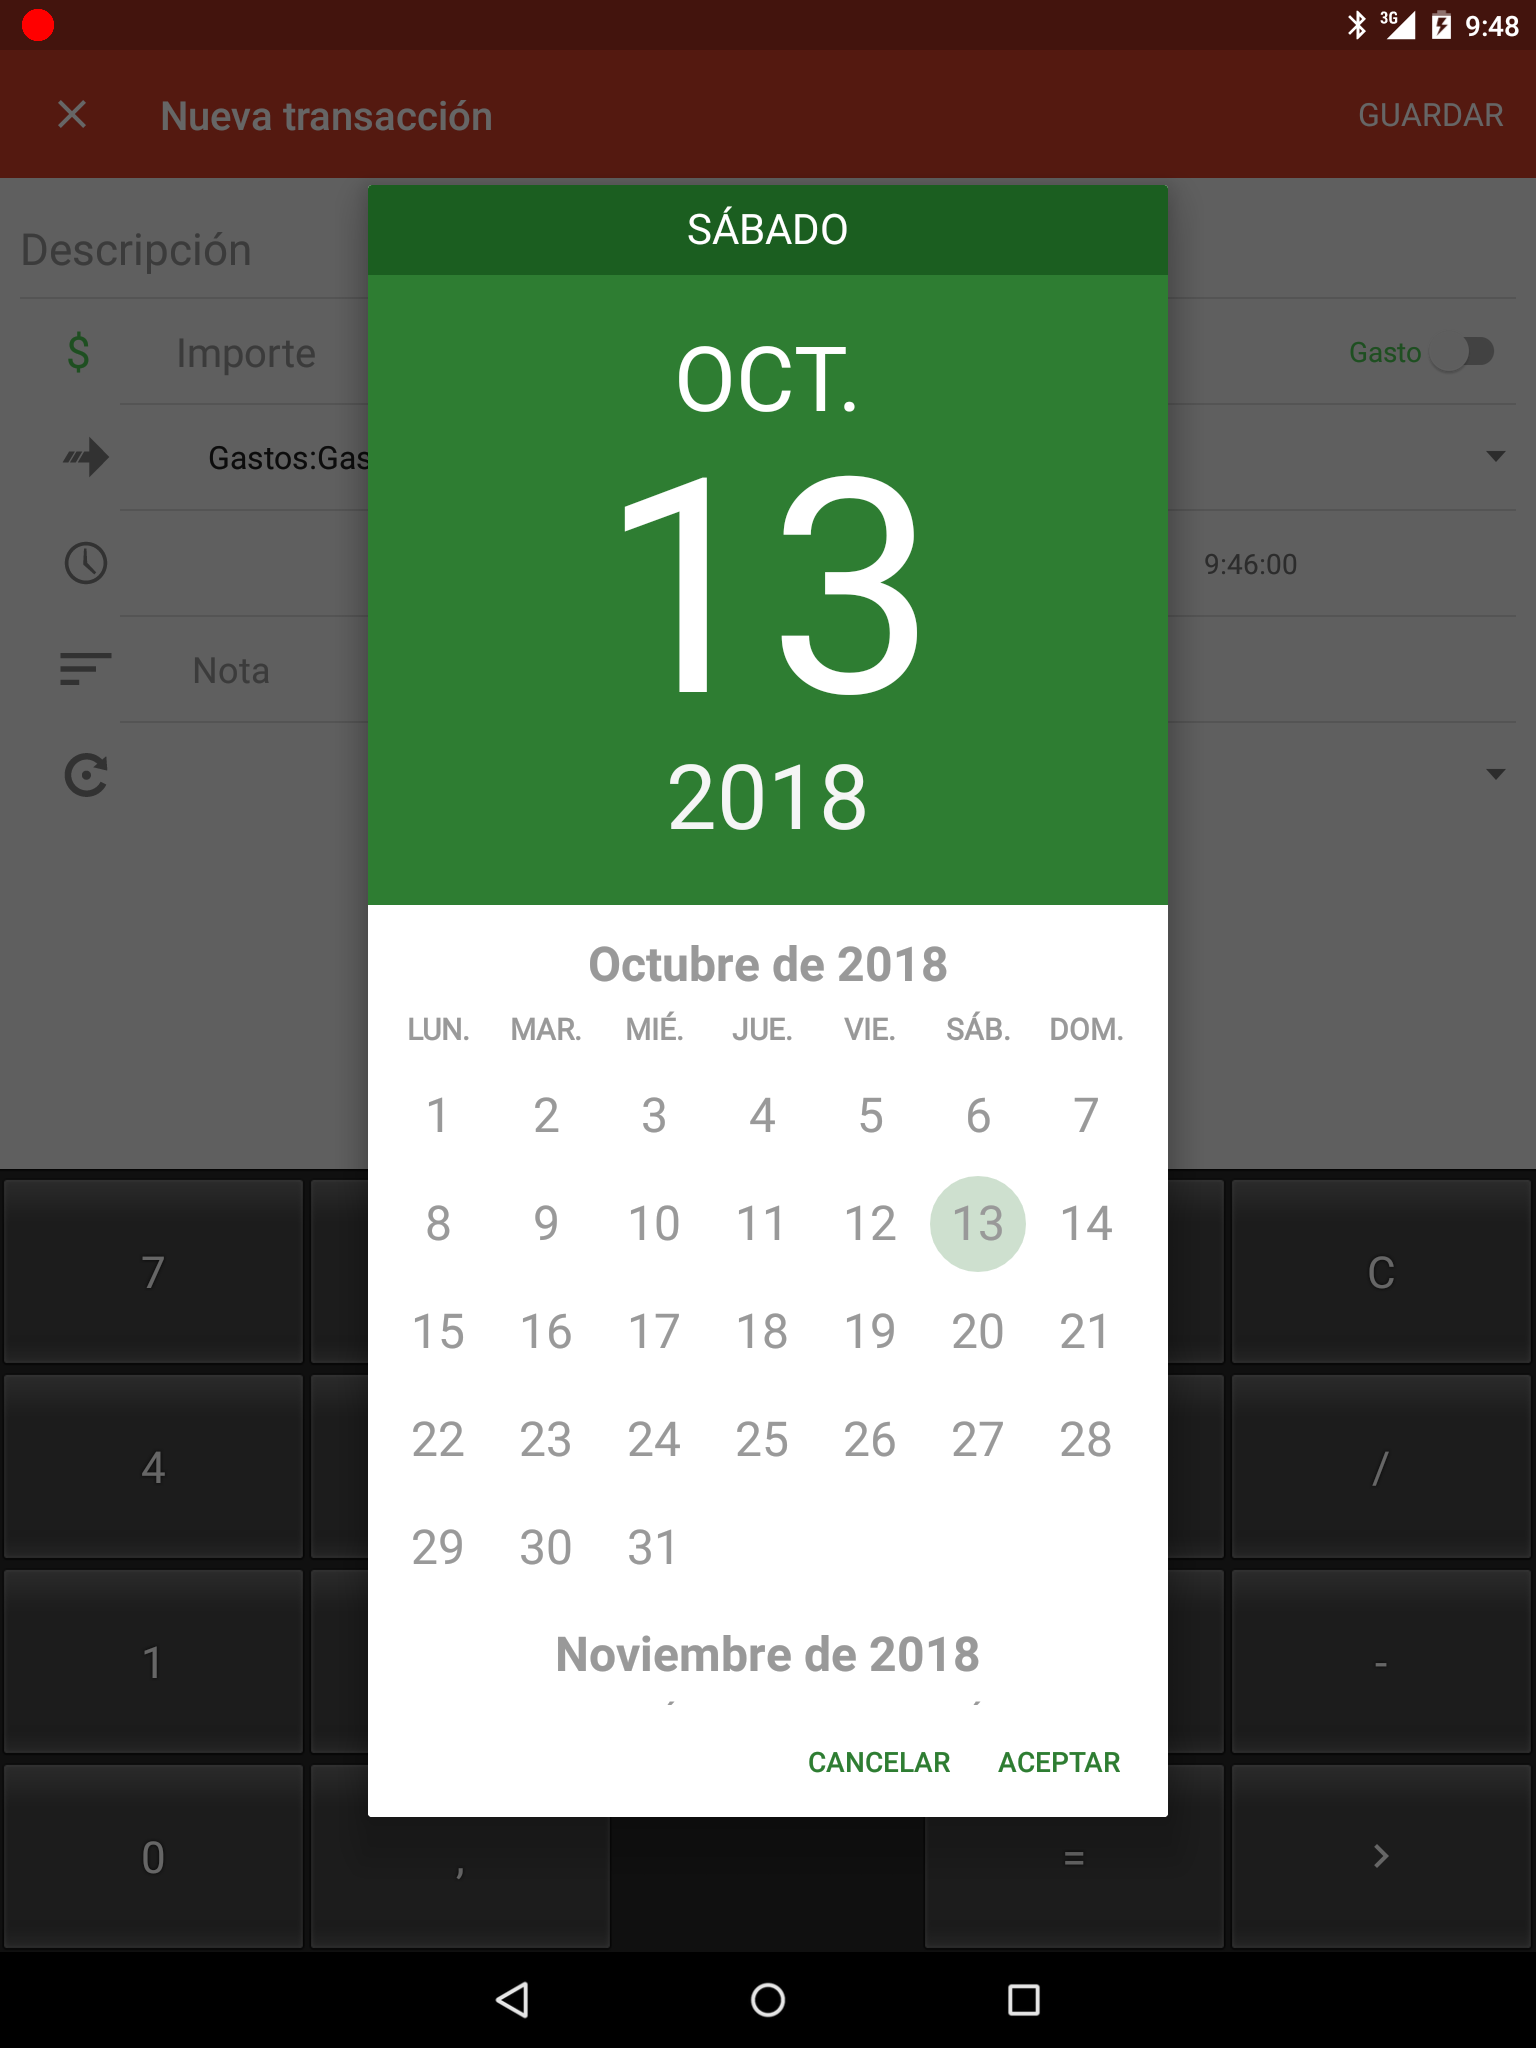 3G 9:48
Nueva transacción GUARDAR
SÁBADO
Descripción
OCT.
$ Importe Gasto
Gastos:Gas
13
9:46:00
Nota
2018
Octubre de 2018
LUN. MAR. MIÉ. JUE. VIE. SÁB. DOM.
1 2 3 4 5 6 7
8 9 10 11 12 13 14
15 16 17 18 19 20 21
22 23 24 25 26 27 28
29 30 31
Noviembre de 2018
CANCELAR ACEPTAR
7 C
4 /
1 -
0 , = >